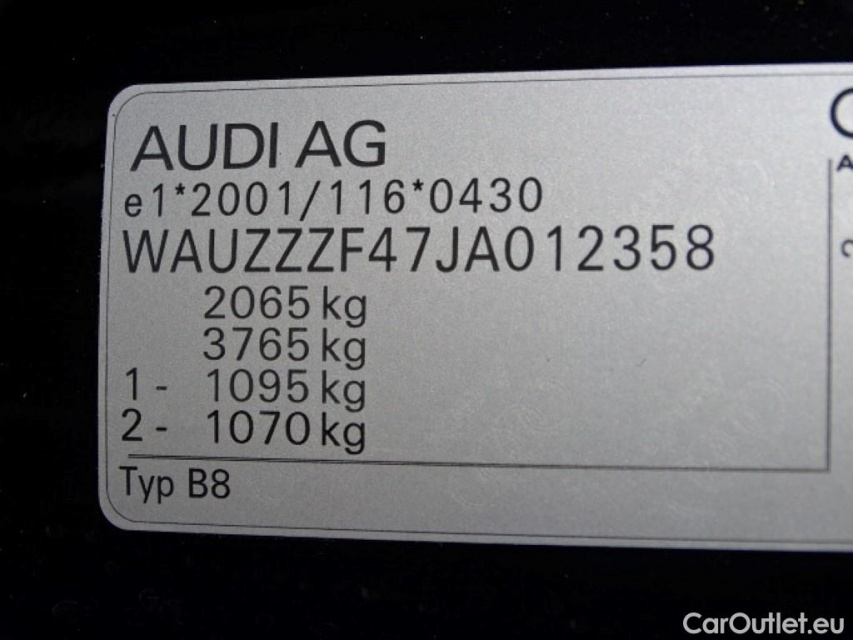 AUDI AG
e1*2001/116*0430
WAUZZZF47JA012358
2065 kg
3765 kg
1 - 1095 kg
2 - 1070 kg
Typ B8
CarOutlet.eu